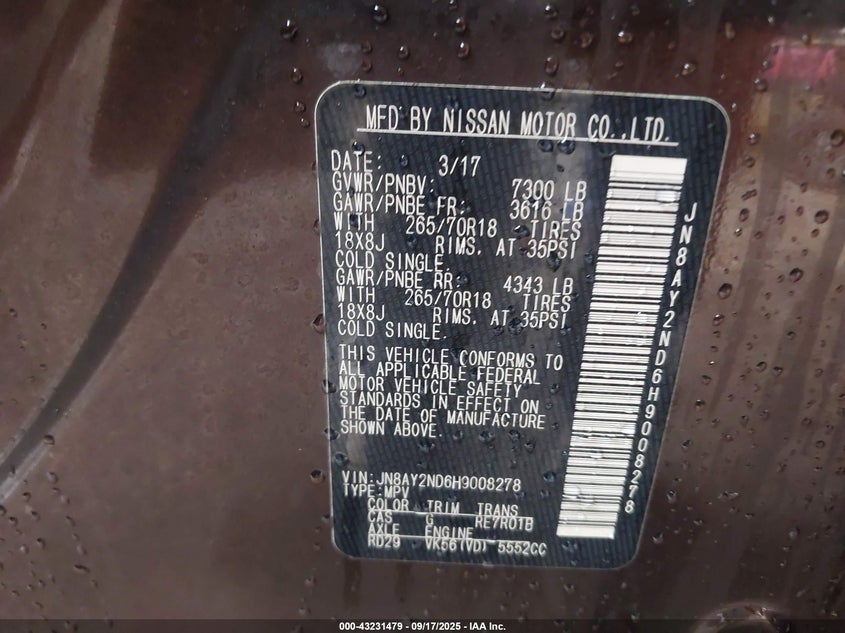 MFD BY NISSAN MOTOR CO.,LTD.
DATE: 3/17
GVWR/PNBV: 7300 LB
GAWR/PNBE FR: 3616 LB
WITH 265/70R18 TIRES
18X8J RIMS, AT 35PSI
COLD SINGLE.
GAWR/PNBE RR: 4343 LB
WITH 265/70R18 TIRES
18X8J RIMS, AT 35PSI
COLD SINGLE.
THIS VEHICLE CONFORMS TO
ALL APPLICABLE FEDERAL
MOTOR VEHICLE SAFETY
STANDARDS IN EFFECT ON
THE DATE OF MANUFACTURE
SHOWN ABOVE.
VIN:JN8AY2ND6H9008278
TYPE:MPV
COLOR TRIM TRANS
CAS G RE7R01B
AXLE ENGINE
RD29 VK56(VD) 5552CC
JN8AY2ND6H9008278
000-43231479 — 09/17/2025 — IAA Inc.